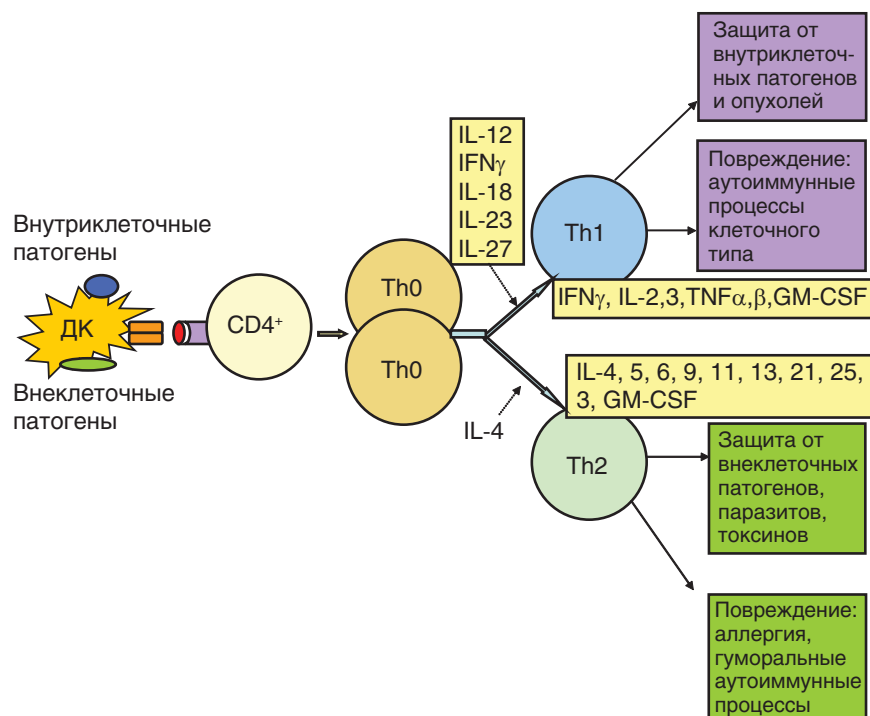 Защита от
внутриклеточ-
ных патогенов
и опухолей
IL-12
IFNγ
IL-18
IL-23
IL-27
Повреждение:
аутоиммунные
процессы
клеточного
типа
Th1
Внутриклеточные
патогены
ДК
CD4⁺
Th0
Th0
IFNγ, IL-2,3,TNFα,β,GM-CSF
IL-4, 5, 6, 9, 11, 13, 21, 25,
3, GM-CSF
Внеклеточные
патогены
IL-4
Th2
Защита от
внеклеточных
патогенов,
паразитов,
токсинов
Повреждение:
аллергия,
гуморальные
аутоиммунные
процессы